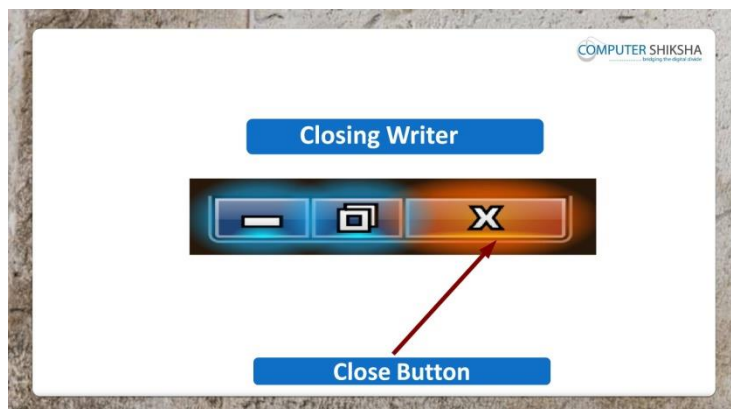 COMPUTER SHIKSHA
bridging the digital divide
Closing Writer
X
Close Button